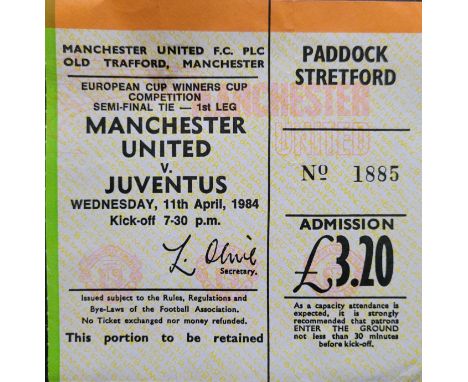 MANCHESTER UNITED F.C. PLC
OLD TRAFFORD, MANCHESTER
EUROPEAN CUP WINNERS CUP
COMPETITION
SEMI-FINAL TIE — 1st LEG
MANCHESTER
UNITED
v.
JUVENTUS
WEDNESDAY, 11th April, 1984
Kick-off 7-30 p.m.
L. Olive
Secretary.
Issued subject to the Rules, Regulations and
Bye-Laws of the Football Association.
No Ticket exchanged nor money refunded.
This portion to be retained
PADDOCK
STRETFORD
MANCHESTER
UNITED
Nº 1885
ADMISSION
£3.20
As a capacity attendance is
expected, it is strongly
recommended that patrons
ENTER THE GROUND
not less than 30 minutes
before kick-off.